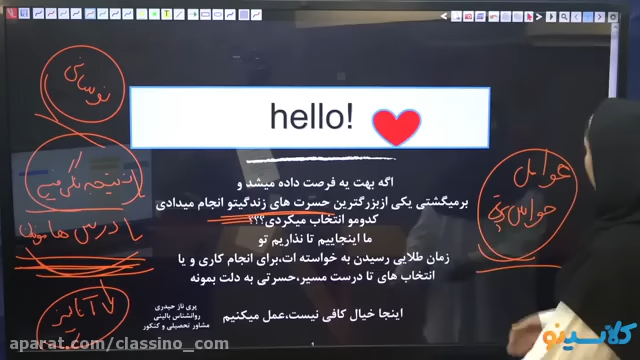 hello!
اگه بهت یه فرصت داده میشد و
برمیگشتی یکی ازبزرگترین حسرت های زندگیتو انجام میدادی
کدومو انتخاب میکردی؟؟؟
ما اینجاییم تا نذاریم تو
زمان طلایی رسیدن به خواسته ات،برای انجام کاری و یا
انتخاب های تا درست مسیر،حسرتی به دلت بمونه
اینجا خیال کافی نیست،عمل میکنیم
پری ناز حیدری
روانشناس بالینی
مشاور تحصیلی و کنکور
عوامل
حواس پرتی
نوسانی
درس ها
آنالیز
aparat.com/classino_com
کلاسینو